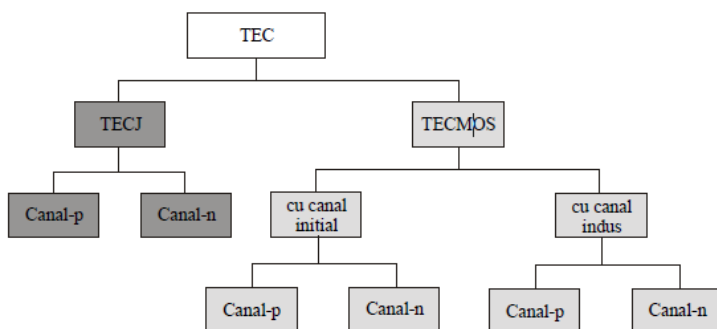 TEC
TECJ
TECMOS
Canal-p
Canal-n
cu canal
initial
cu canal
indus
Canal-p
Canal-n
Canal-p
Canal-n